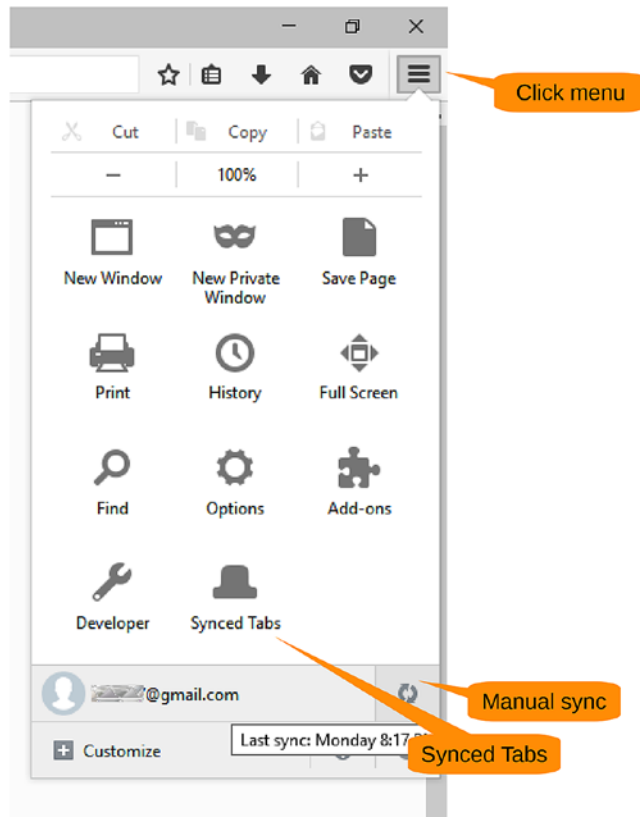 Click menu
Cut Copy Paste
100%
New Window New Private Window Save Page
Print History Full Screen
Find Options Add-ons
Developer Synced Tabs
@gmail.com
Manual sync
Customize
Last sync: Monday 8:17
Synced Tabs